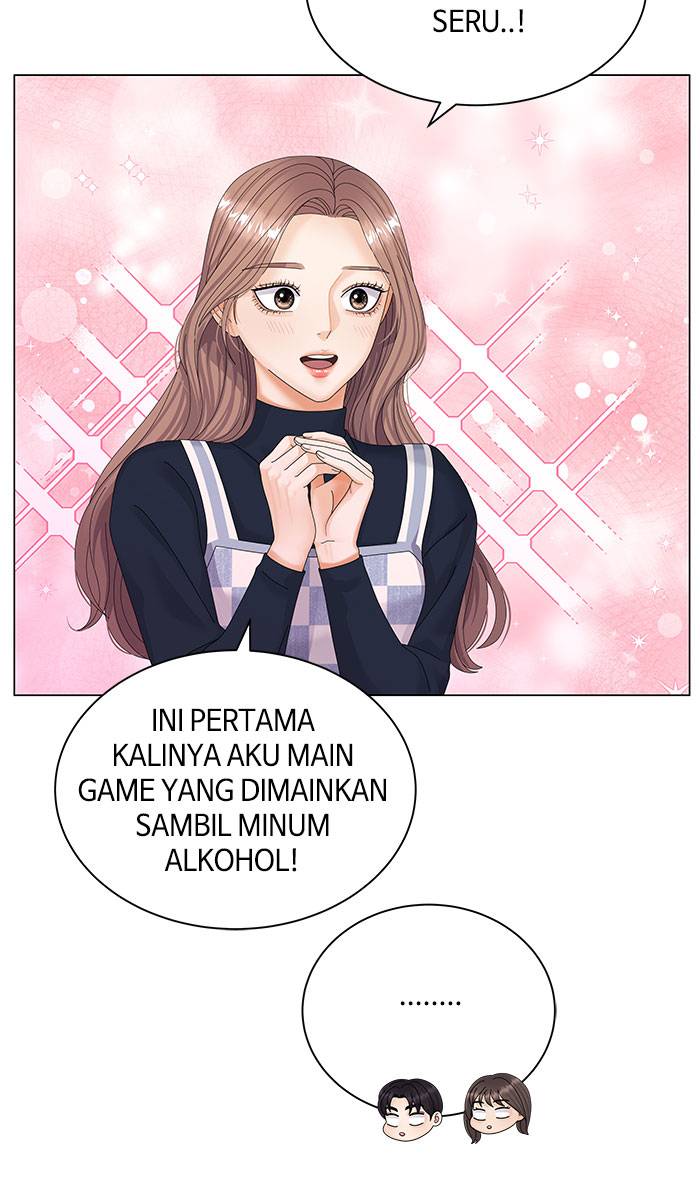 SERU..!
INI PERTAMA
KALINYA AKU MAIN
GAME YANG DIMAINKAN
SAMBIL MINUM
ALKOHOL!
........